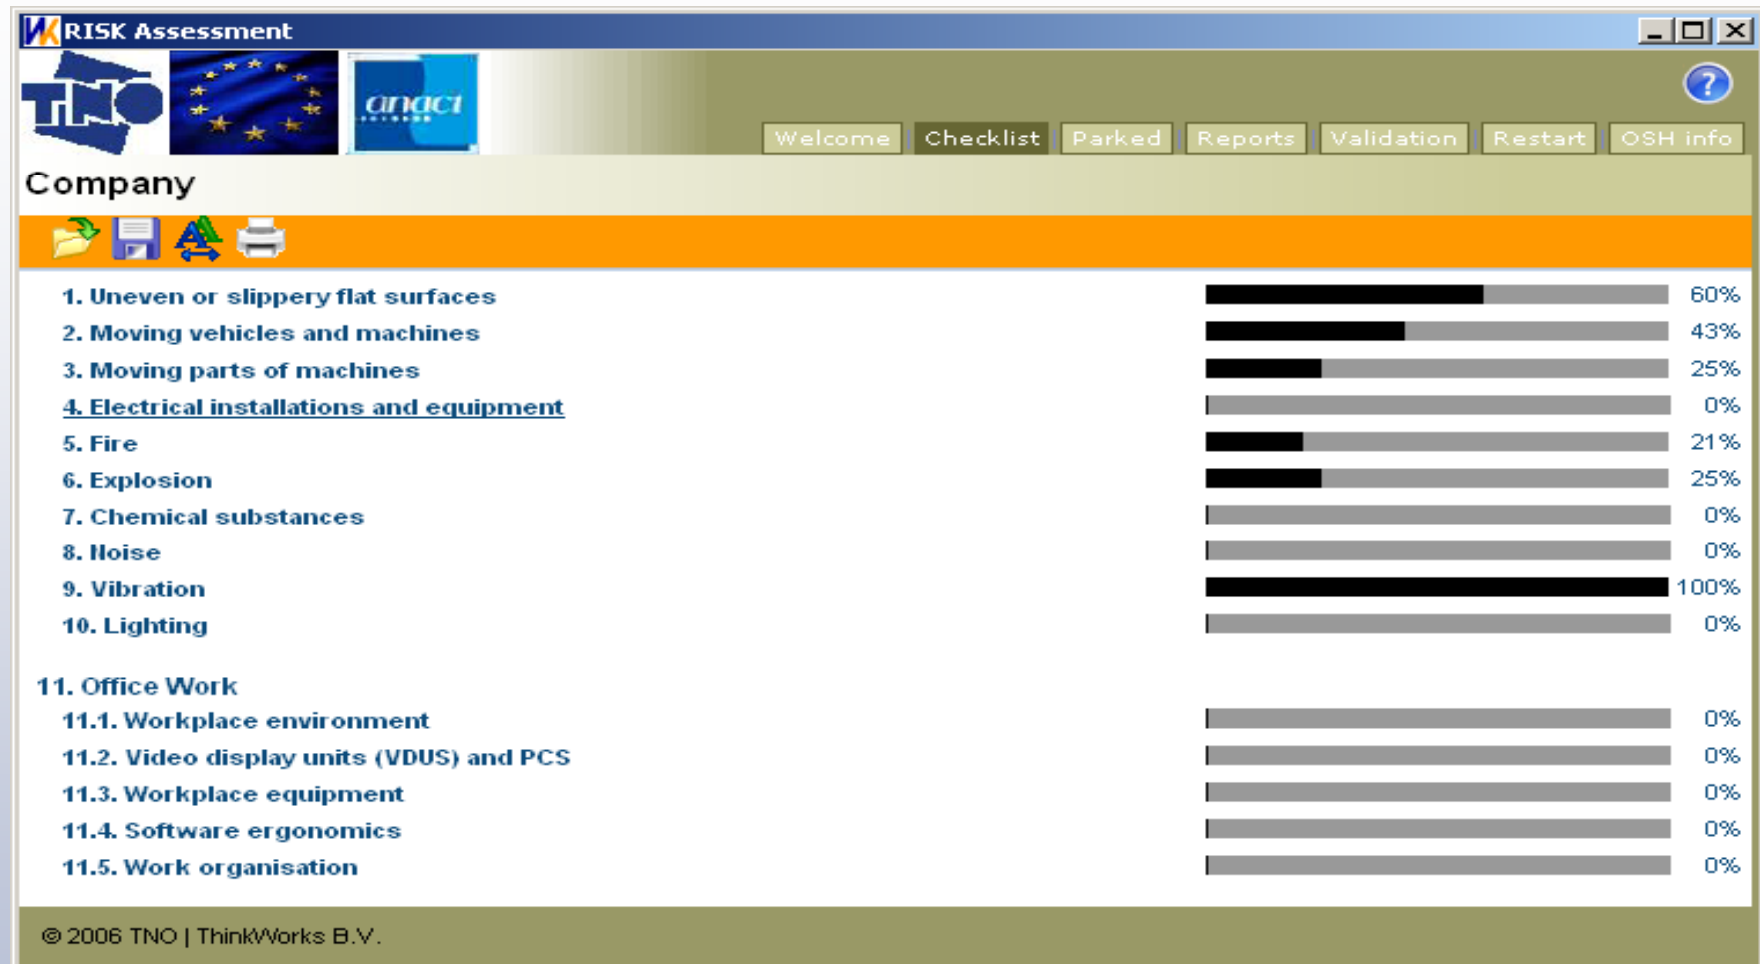 RISK Assessment
TNO
anaci
Welcome Checklist Parked Reports Validation Restart OSH info
Company
1. Uneven or slippery flat surfaces 60%
2. Moving vehicles and machines 43%
3. Moving parts of machines 25%
4. Electrical installations and equipment 0%
5. Fire 21%
6. Explosion 25%
7. Chemical substances 0%
8. Noise 0%
9. Vibration 100%
10. Lighting 0%
11. Office Work
11.1. Workplace environment 0%
11.2. Video display units (VDUS) and PCS 0%
11.3. Workplace equipment 0%
11.4. Software ergonomics 0%
11.5. Work organisation 0%
© 2006 TNO | ThinkWorks B.V.